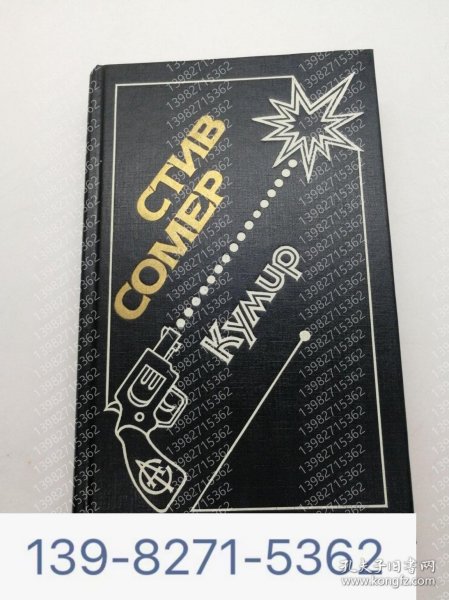 СТИВ
СОМЕР
Кумир
13982715362
139-8271-5362
孔夫子旧书网
www.kongfz.com